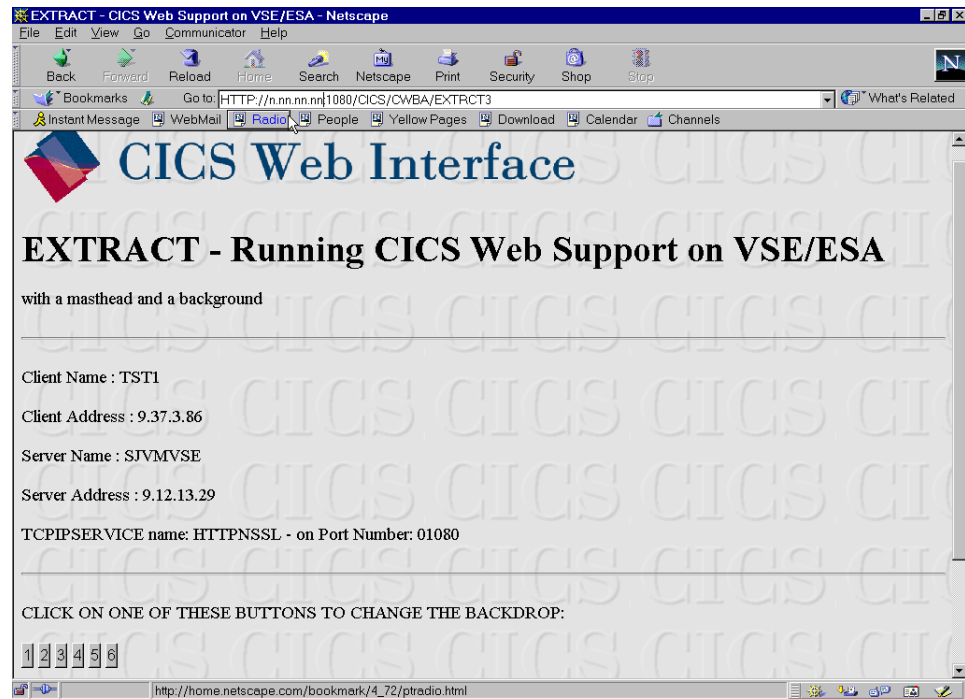 EXTRACT - CICS Web Support on VSE/ESA - Netscape
File Edit View Go Communicator Help
My
Back Forward Reload Home Search Netscape Print Security Shop Stop
N
Bookmarks Go to: HTTP://n.nn.nn.nn:1080/CICS/CWBA/EXTRCT3 What's Related
Instant Message WebMail Radio People Yellow Pages Download Calendar Channels
CICS Web Interface
EXTRACT - Running CICS Web Support on VSE/ESA
with a masthead and a background
Client Name : TST1
Client Address : 9.37.3.86
Server Name : SJVMVSE
Server Address : 9.12.13.29
TCPIPSERVICE name: HTTPNSSL - on Port Number: 01080
CLICK ON ONE OF THESE BUTTONS TO CHANGE THE BACKDROP:
1 2 3 4 5 6
http://home.netscape.com/bookmark/4_72/ptradio.html